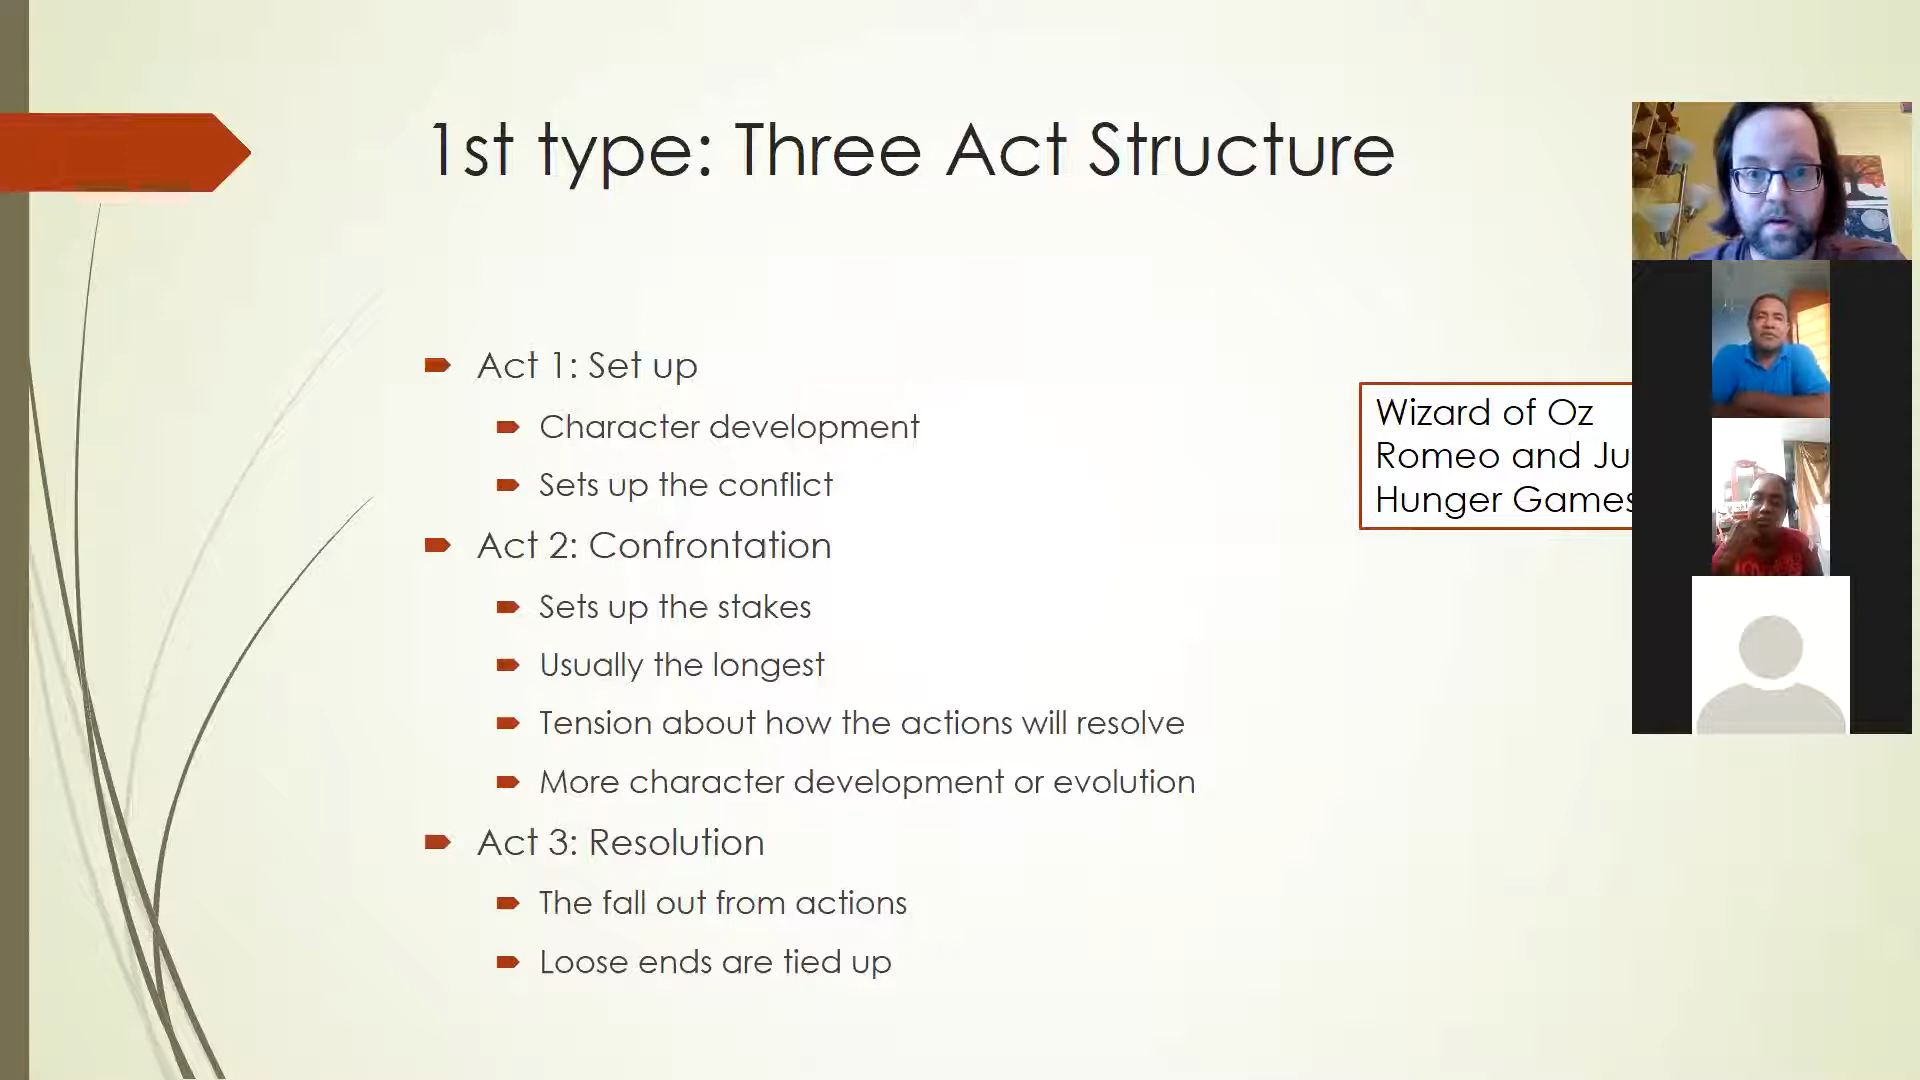 1st type: Three Act Structure
Act 1: Set up
Character development
Sets up the conflict
Act 2: Confrontation
Sets up the stakes
Usually the longest
Tension about how the actions will resolve
More character development or evolution
Act 3: Resolution
The fall out from actions
Loose ends are tied up
Wizard of Oz
Romeo and Ju
Hunger Games